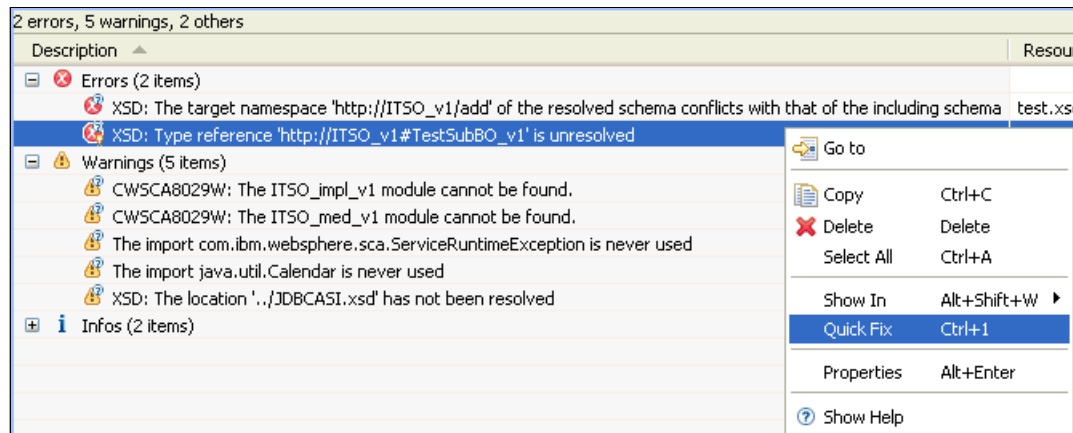 2 errors, 5 warnings, 2 others
Description Resou
Errors (2 items)
XSD: The target namespace 'http://ITSO_v1/add' of the resolved schema conflicts with that of the including schema test.xs
XSD: Type reference 'http://ITSO_v1#TestSubBO_v1' is unresolved
Warnings (5 items)
CWSCA8029W: The ITSO_impl_v1 module cannot be found.
CWSCA8029W: The ITSO_med_v1 module cannot be found.
The import com.ibm.websphere.sca.ServiceRuntimeException is never used
The import java.util.Calendar is never used
XSD: The location '../JDBCASI.xsd' has not been resolved
Infos (2 items)
Go to
Copy Ctrl+C
Delete Delete
Select All Ctrl+A
Show In Alt+Shift+W
Quick Fix Ctrl+1
Properties Alt+Enter
Show Help